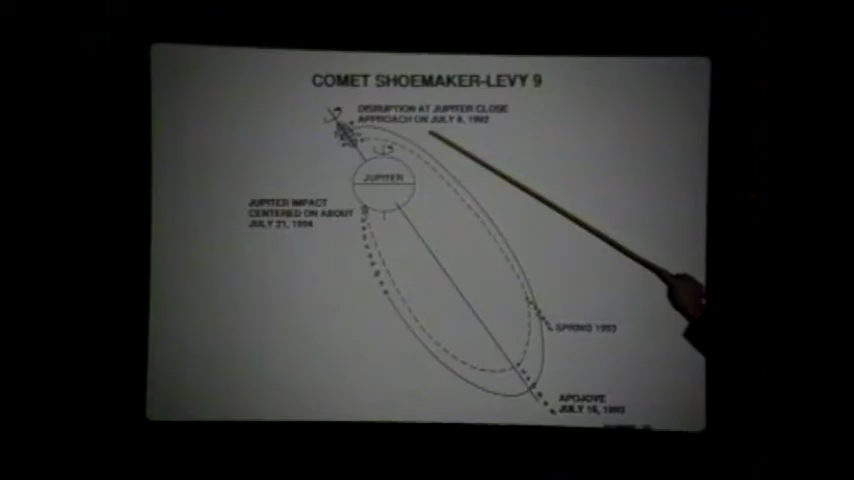 COMET SHOEMAKER-LEVY 9
DISRUPTION AT JUPITER CLOSE
APPROACH ON JULY 8, 1992
JUPITER
JUPITER IMPACT
CENTERED ON ABOUT
JULY 21, 1994
SPRING 1993
APOJOVE
JULY 16, 1993